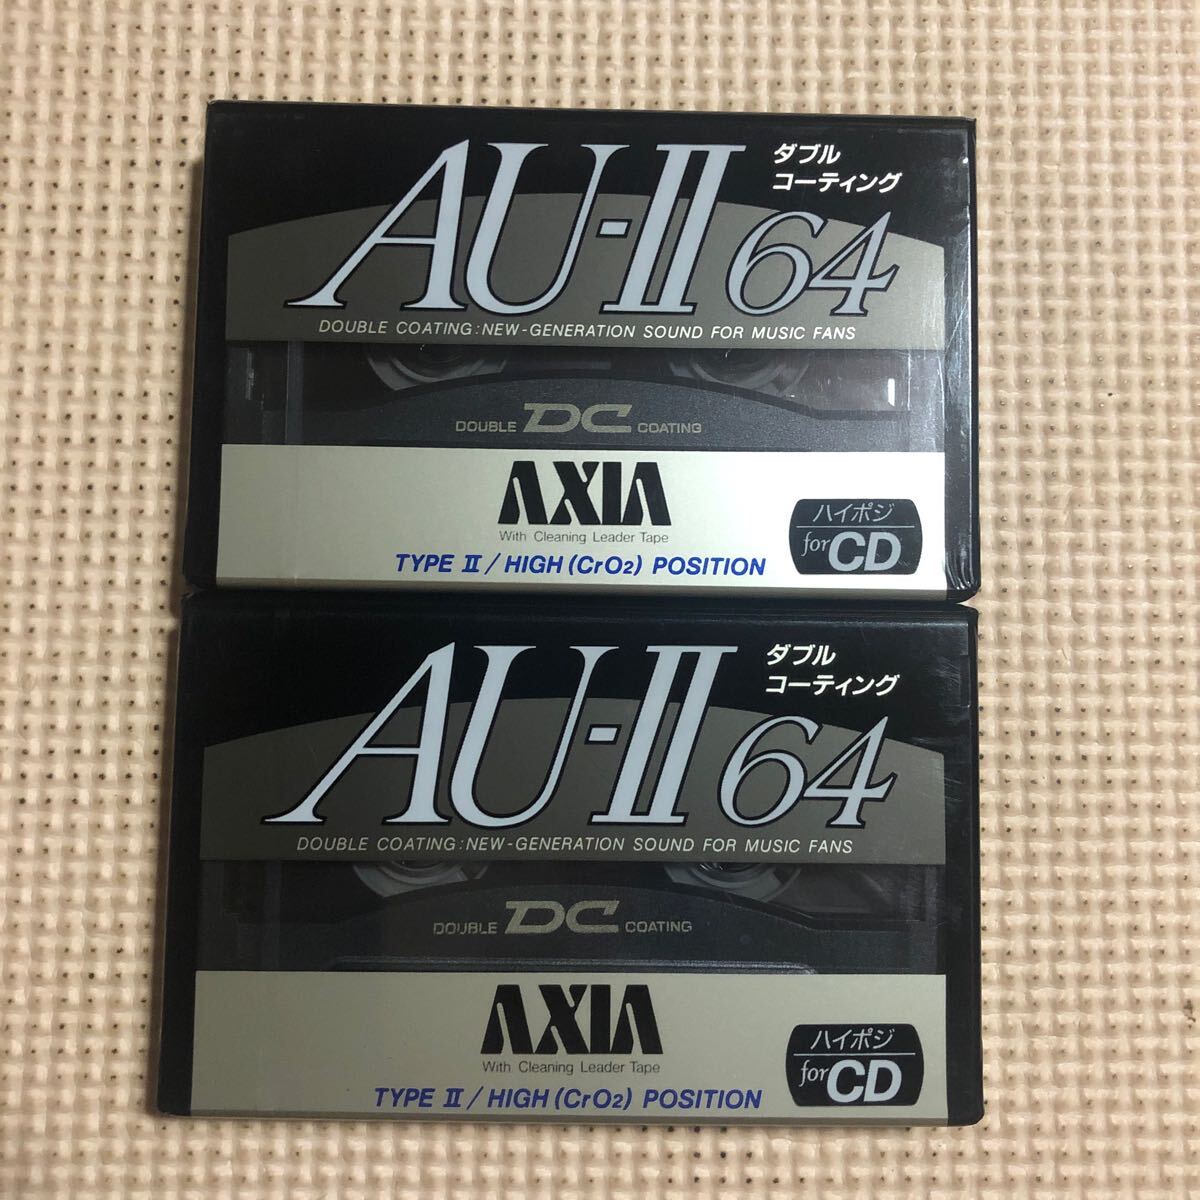 AU-II 64
ダブル
コーティング
DOUBLE COATING:NEW-GENERATION SOUND FOR MUSIC FANS
DOUBLE DC COATING
AXIA
With Cleaning Leader Tape
TYPE II/HIGH (CrO2) POSITION
ハイポジ
for CD
AU-II 64
ダブル
コーティング
DOUBLE COATING:NEW-GENERATION SOUND FOR MUSIC FANS
DOUBLE DC COATING
AXIA
With Cleaning Leader Tape
TYPE II/HIGH (CrO2) POSITION
ハイポジ
for CD